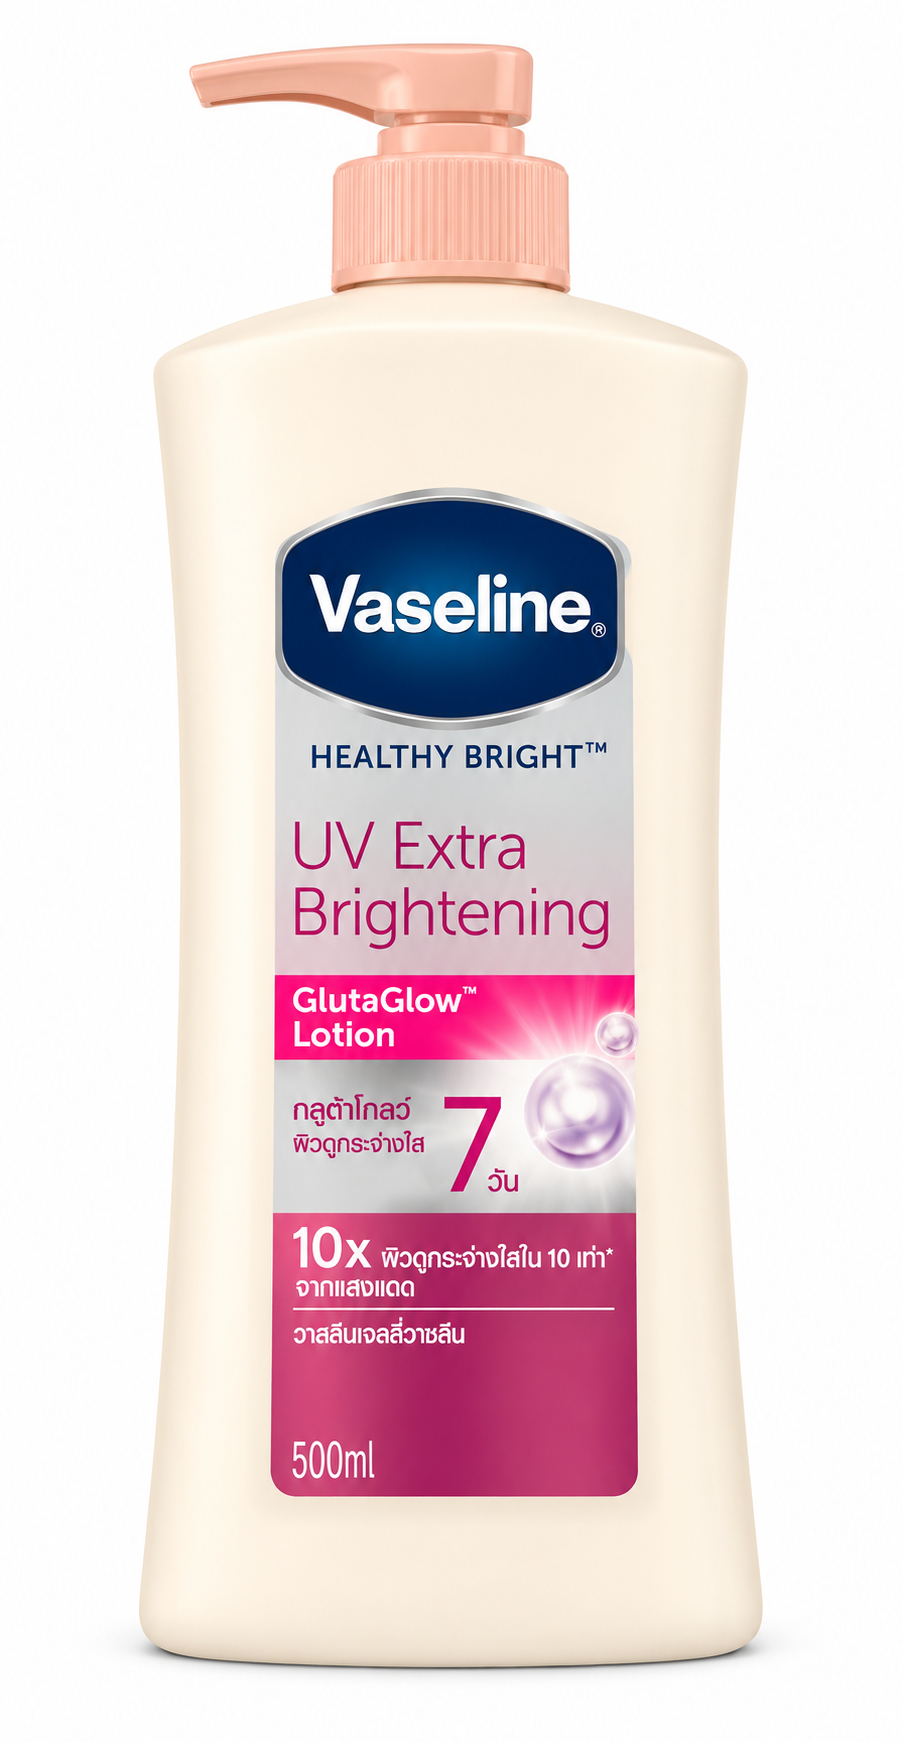 Vaseline®
HEALTHY BRIGHT™
UV Extra
Brightening
GlutaGlow™
Lotion
กลูต้าโกลว์
ผิวดูกระจ่างใส
7 วัน
10x ผิวดูกระจ่างใสใน 10 เท่า*
จากแสงแดด
วาสลีนเจลลี่วาซลีน
500ml